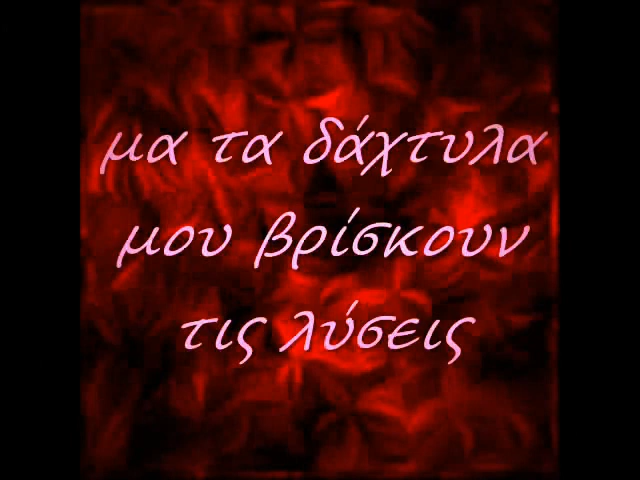 μα τα δάχτυλα
μου βρίσκουν
τις λύσεις